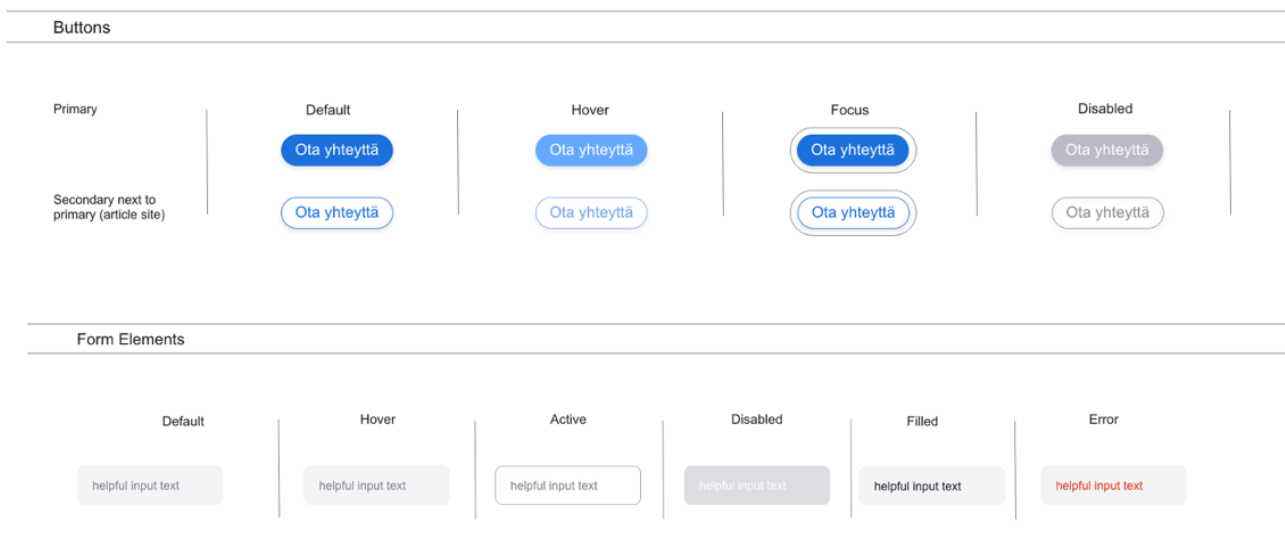 Buttons
Primary
Default
Hover
Focus
Disabled
Ota yhteyttä
Ota yhteyttä
Ota yhteyttä
Ota yhteyttä
Secondary next to
primary (article site)
Ota yhteyttä
Ota yhteyttä
Ota yhteyttä
Ota yhteyttä
Form Elements
Default
Hover
Active
Disabled
Filled
Error
helpful input text
helpful input text
helpful input text
helpful input text
helpful input text
helpful input text